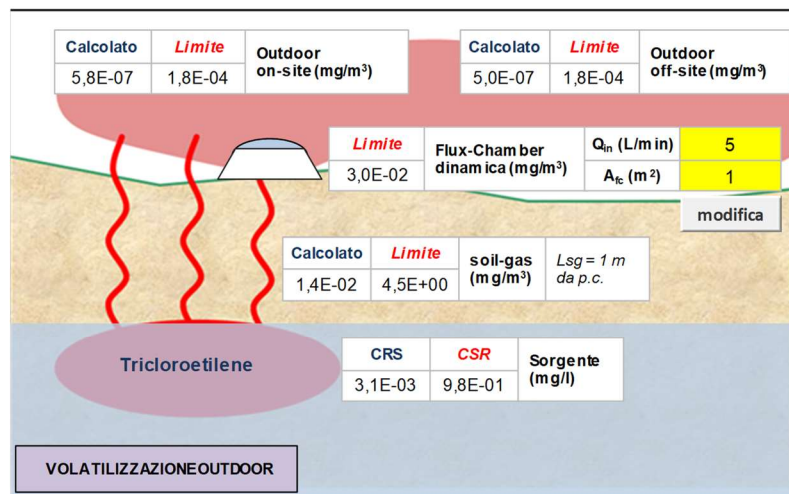 Calcolato Limite Outdoor on-site (mg/m³)
5,8E-07 1,8E-04
Calcolato Limite Outdoor off-site (mg/m³)
5,0E-07 1,8E-04
Limite Flux-Chamber dinamica (mg/m³) Qin (L/min) 5
3,0E-02 Afc (m²) 1
modifica
Calcolato Limite soil-gas (mg/m³) Lsg = 1 m da p.c.
1,4E-02 4,5E+00
Tricloroetilene
CRS CSR Sorgente (mg/l)
3,1E-03 9,8E-01
VOLATILIZZAZIONE OUTDOOR